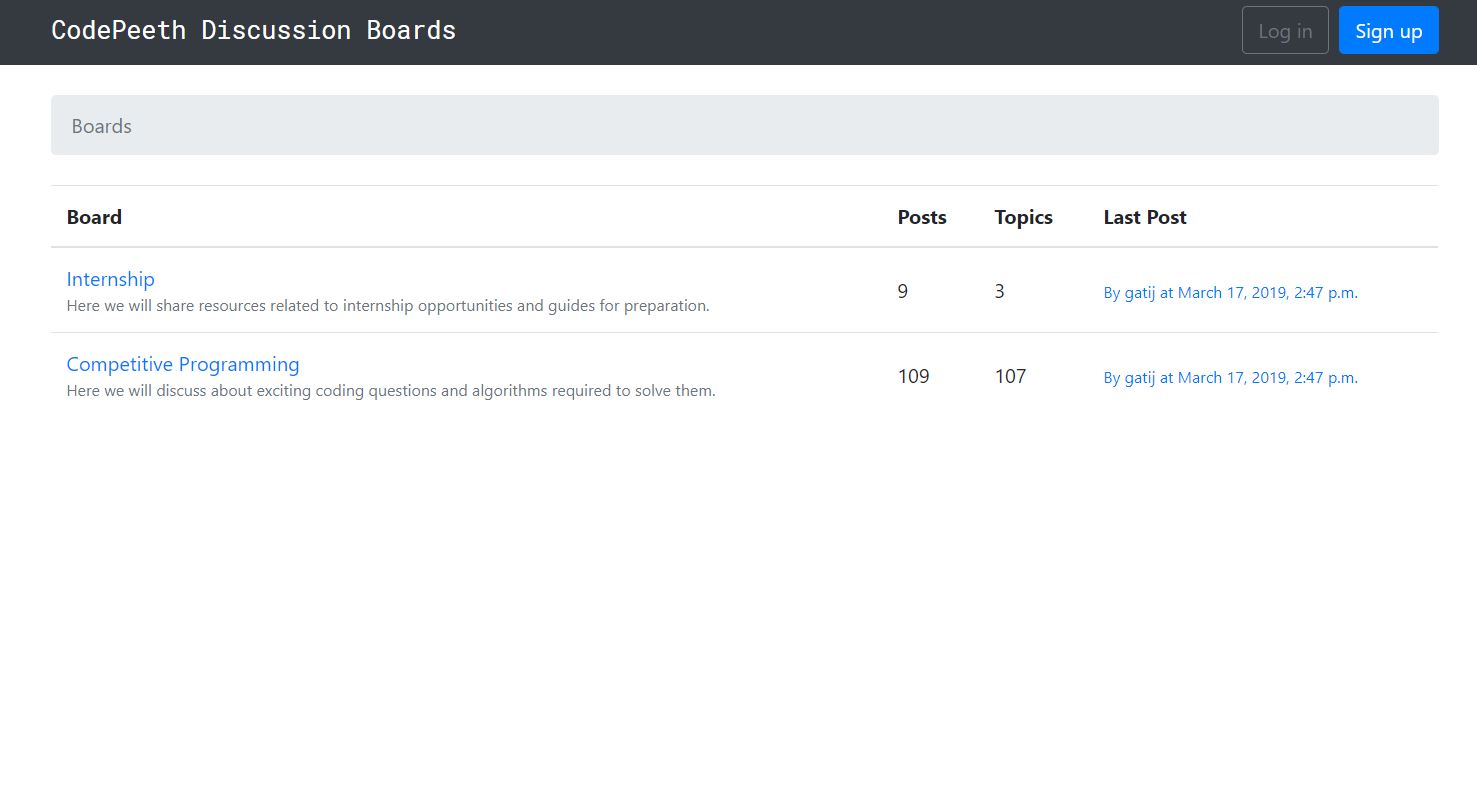 CodePeeth Discussion Boards
Log in
Sign up
Boards
Board Posts Topics Last Post
Internship
Here we will share resources related to internship opportunities and guides for preparation.
9 3 By gatij at March 17, 2019, 2:47 p.m.
Competitive Programming
Here we will discuss about exciting coding questions and algorithms required to solve them.
109 107 By gatij at March 17, 2019, 2:47 p.m.